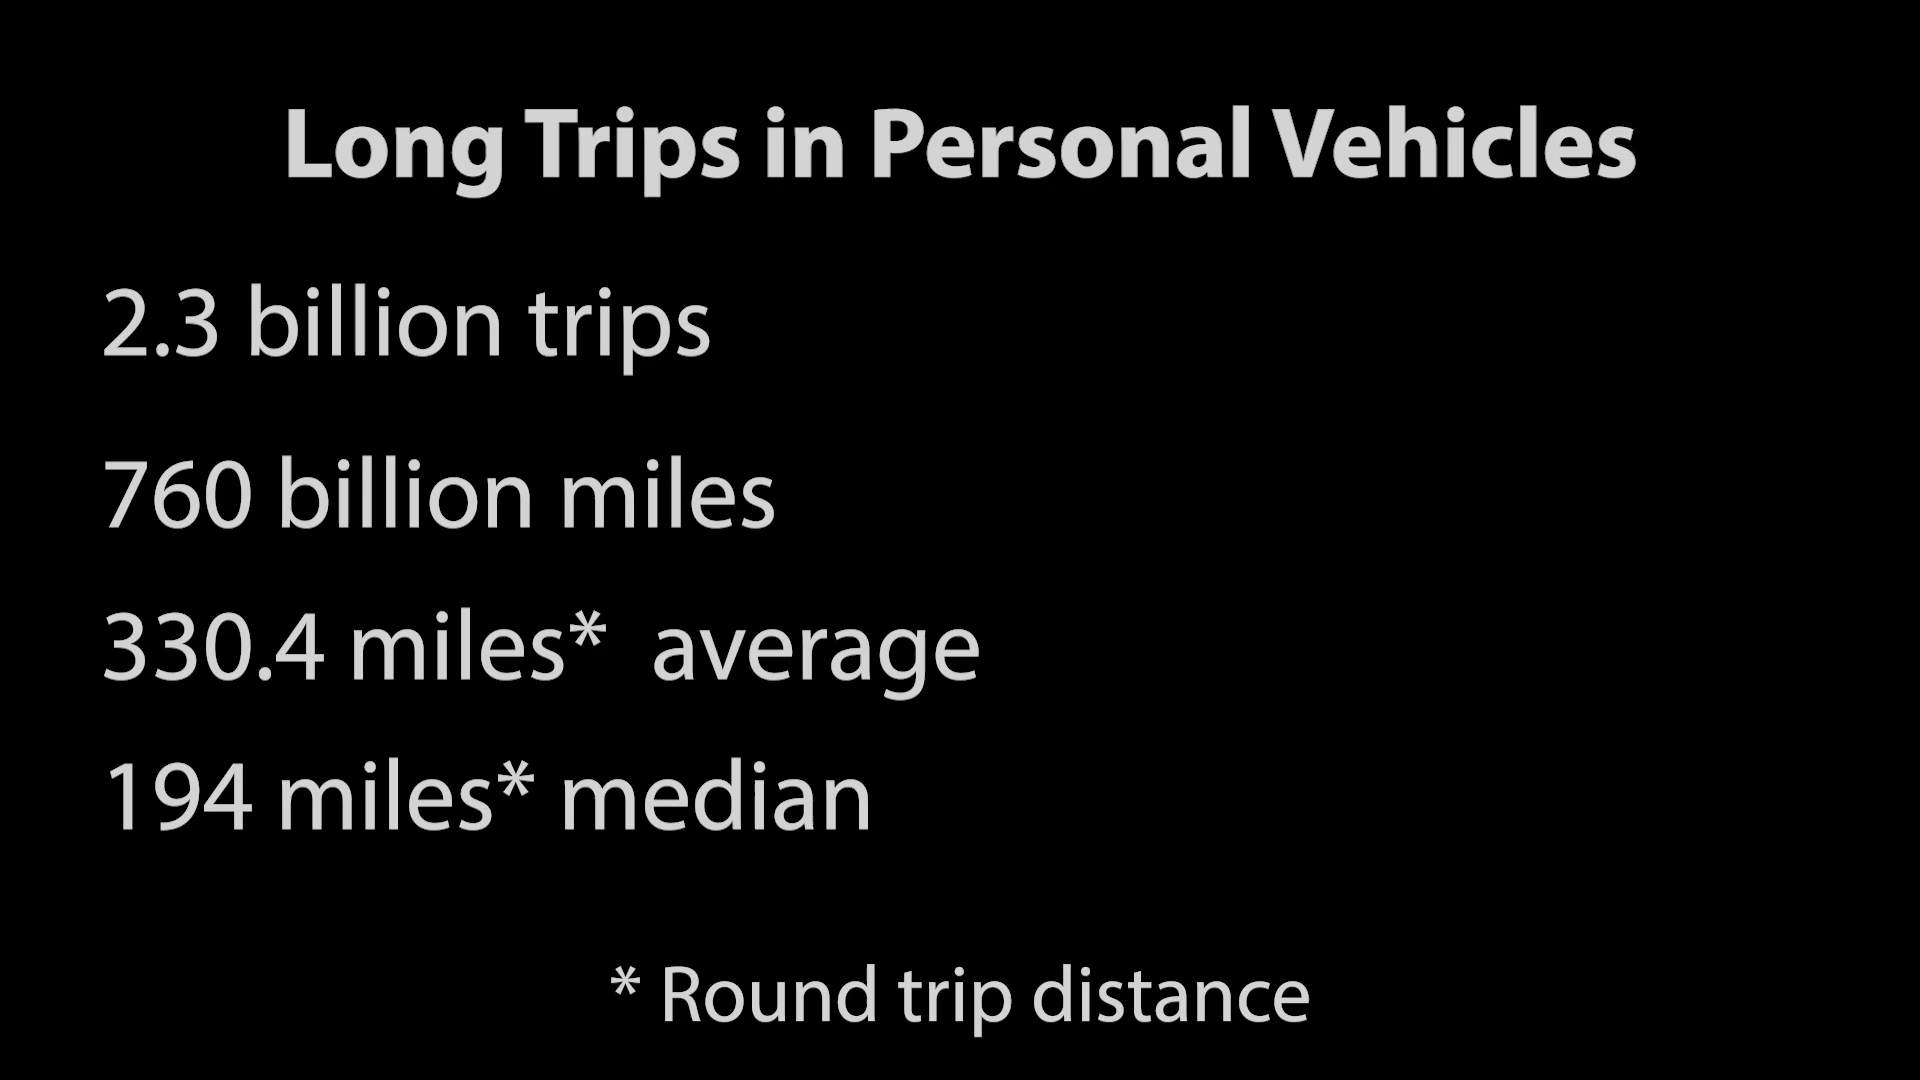 Long Trips in Personal Vehicles
2.3 billion trips
760 billion miles
330.4 miles*  average
194 miles* median
* Round trip distance